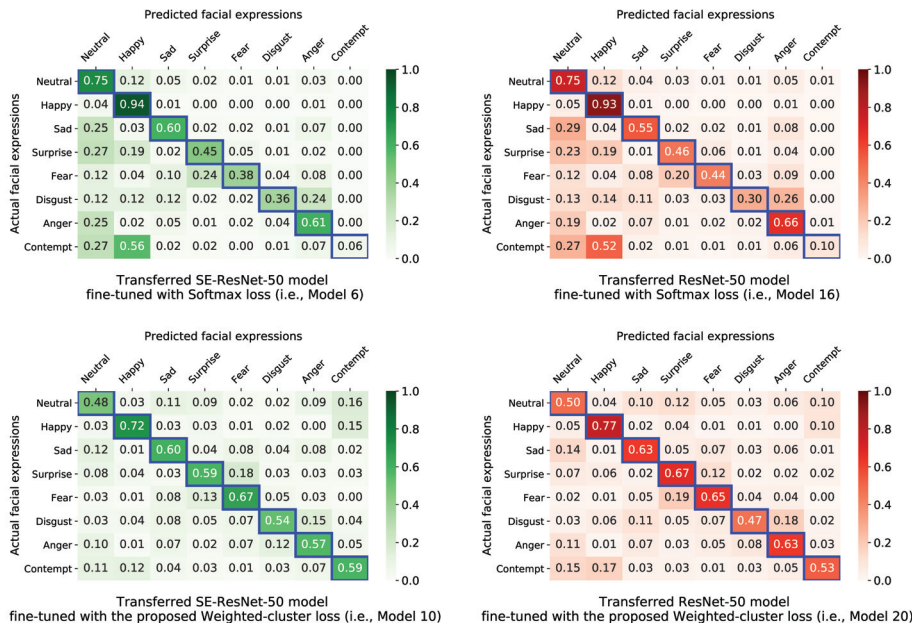 Predicted facial expressions
Neutral Happy Sad Surprise Fear Disgust Anger Contempt
Actual facial expressions
Neutral 0.75 0.12 0.05 0.02 0.01 0.01 0.03 0.00
Happy 0.04 0.94 0.01 0.00 0.00 0.00 0.01 0.00
Sad 0.25 0.03 0.60 0.02 0.02 0.01 0.07 0.00
Surprise 0.27 0.19 0.02 0.45 0.05 0.01 0.02 0.00
Fear 0.12 0.04 0.10 0.24 0.38 0.04 0.08 0.00
Disgust 0.12 0.12 0.12 0.02 0.02 0.36 0.24 0.00
Anger 0.25 0.02 0.05 0.01 0.02 0.04 0.61 0.00
Contempt 0.27 0.56 0.02 0.02 0.00 0.01 0.07 0.06
1.0
0.8
0.6
0.4
0.2
0.0
Transferred SE-ResNet-50 model
fine-tuned with Softmax loss (i.e., Model 6)
Predicted facial expressions
Neutral Happy Sad Surprise Fear Disgust Anger Contempt
Actual facial expressions
Neutral 0.75 0.12 0.04 0.03 0.01 0.01 0.05 0.01
Happy 0.05 0.93 0.01 0.00 0.00 0.00 0.01 0.00
Sad 0.29 0.04 0.55 0.02 0.02 0.01 0.08 0.00
Surprise 0.23 0.19 0.01 0.46 0.06 0.01 0.04 0.00
Fear 0.12 0.04 0.08 0.20 0.44 0.04 0.09 0.00
Disgust 0.13 0.14 0.11 0.03 0.03 0.30 0.26 0.00
Anger 0.19 0.02 0.07 0.01 0.02 0.02 0.66 0.01
Contempt 0.27 0.52 0.02 0.01 0.01 0.01 0.06 0.10
1.0
0.8
0.6
0.4
0.2
0.0
Transferred ResNet-50 model
fine-tuned with Softmax loss (i.e., Model 16)
Predicted facial expressions
Neutral Happy Sad Surprise Fear Disgust Anger Contempt
Actual facial expressions
Neutral 0.48 0.03 0.11 0.09 0.02 0.02 0.09 0.16
Happy 0.03 0.72 0.03 0.03 0.01 0.02 0.00 0.15
Sad 0.12 0.01 0.60 0.04 0.08 0.04 0.08 0.02
Surprise 0.08 0.04 0.03 0.59 0.18 0.03 0.03 0.03
Fear 0.03 0.01 0.08 0.13 0.67 0.05 0.03 0.00
Disgust 0.03 0.04 0.08 0.05 0.07 0.54 0.15 0.04
Anger 0.10 0.01 0.07 0.02 0.07 0.12 0.57 0.05
Contempt 0.11 0.12 0.04 0.03 0.01 0.03 0.07 0.59
1.0
0.8
0.6
0.4
0.2
0.0
Transferred SE-ResNet-50 model
fine-tuned with the proposed Weighted-cluster loss (i.e., Model 10)
Predicted facial expressions
Neutral Happy Sad Surprise Fear Disgust Anger Contempt
Actual facial expressions
Neutral 0.50 0.04 0.10 0.12 0.05 0.03 0.06 0.10
Happy 0.05 0.77 0.02 0.04 0.01 0.02 0.00 0.10
Sad 0.14 0.01 0.63 0.05 0.07 0.03 0.06 0.01
Surprise 0.07 0.06 0.02 0.67 0.12 0.02 0.02 0.02
Fear 0.02 0.01 0.05 0.19 0.65 0.04 0.04 0.00
Disgust 0.03 0.06 0.11 0.05 0.07 0.47 0.18 0.02
Anger 0.11 0.01 0.07 0.03 0.05 0.08 0.63 0.03
Contempt 0.15 0.17 0.03 0.03 0.01 0.02 0.06 0.53
1.0
0.8
0.6
0.4
0.2
0.0
Transferred ResNet-50 model
fine-tuned with the proposed Weighted-cluster loss (i.e., Model 20)